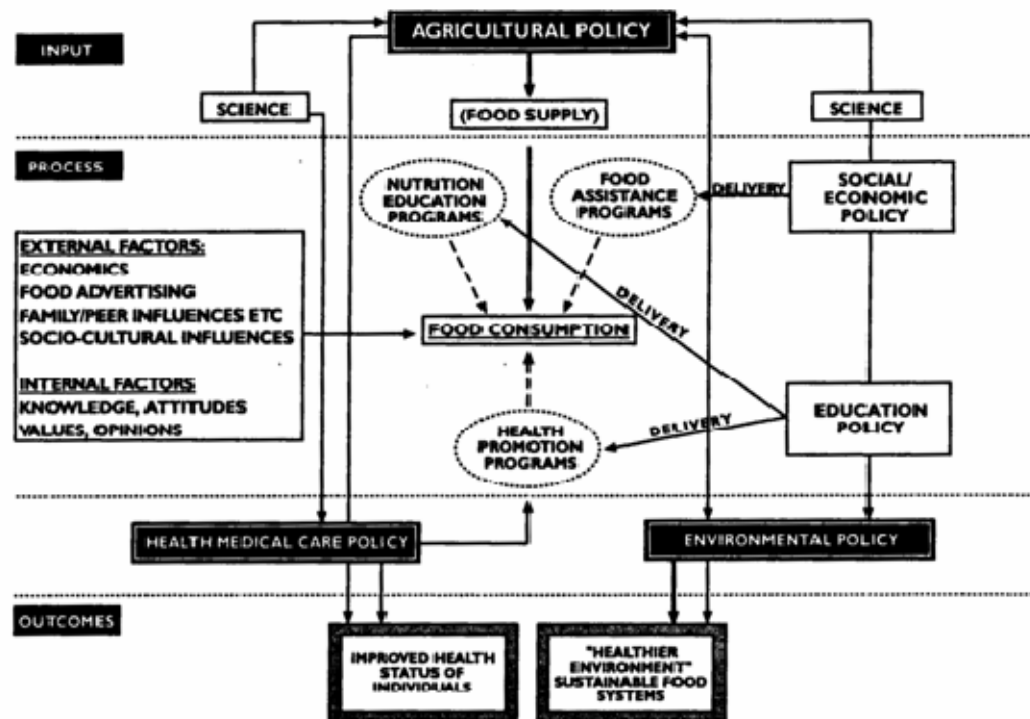 INPUT
AGRICULTURAL POLICY
SCIENCE
(FOOD SUPPLY)
SCIENCE
PROCESS
NUTRITION
EDUCATION
PROGRAMS
FOOD
ASSISTANCE
PROGRAMS
DELIVERY
SOCIAL/
ECONOMIC
POLICY
EXTERNAL FACTORS:
ECONOMICS
FOOD ADVERTISING
FAMILY/PEER INFLUENCES ETC
SOCIO-CULTURAL INFLUENCES
INTERNAL FACTORS
KNOWLEDGE, ATTITUDES
VALUES, OPINIONS
DELIVERY
FOOD CONSUMPTION
HEALTH
PROMOTION
PROGRAMS
DELIVERY
EDUCATION
POLICY
HEALTH MEDICAL CARE POLICY
ENVIRONMENTAL POLICY
OUTCOMES
IMPROVED HEALTH
STATUS OF
INDIVIDUALS
"HEALTHIER
ENVIRONMENT"
SUSTAINABLE FOOD
SYSTEMS